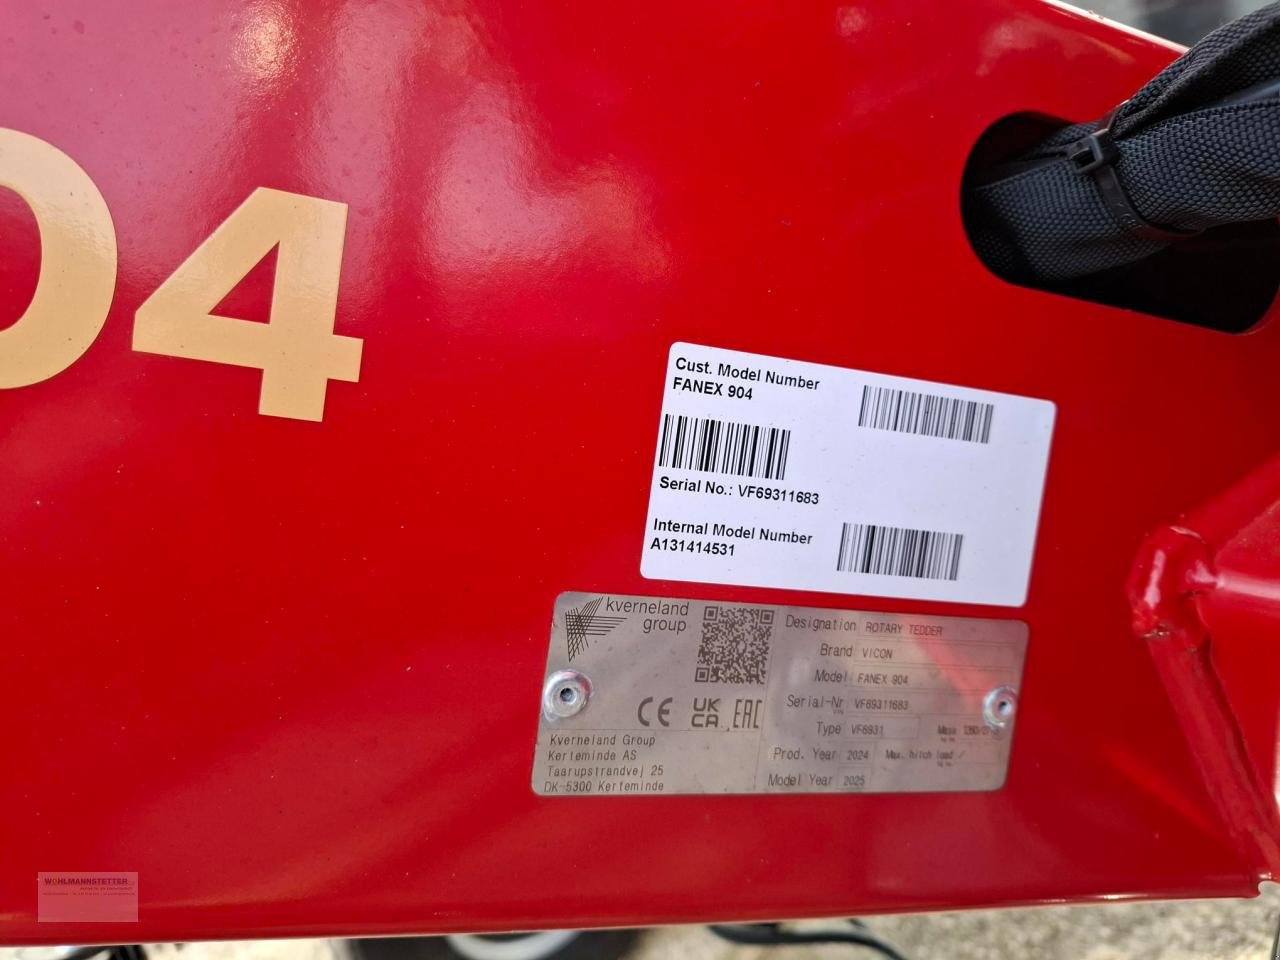 04
Cust. Model Number
FANEX 904
Serial No.: VF69311683
Internal Model Number
A131414531
kverneland
group
CE UK CA EAC
Kverneland Group
Kerteminde AS
Taarupstrandvej 25
DK-5300 Kerteminde
Designation ROTARY TEDDER
Brand VICON
Model FANEX 904
Serial-Nr VF69311683
Type VF6931 Mass
Prod. Year 2024 Max. hitch load /
Model Year 2025
WOHLMANNSTETTER